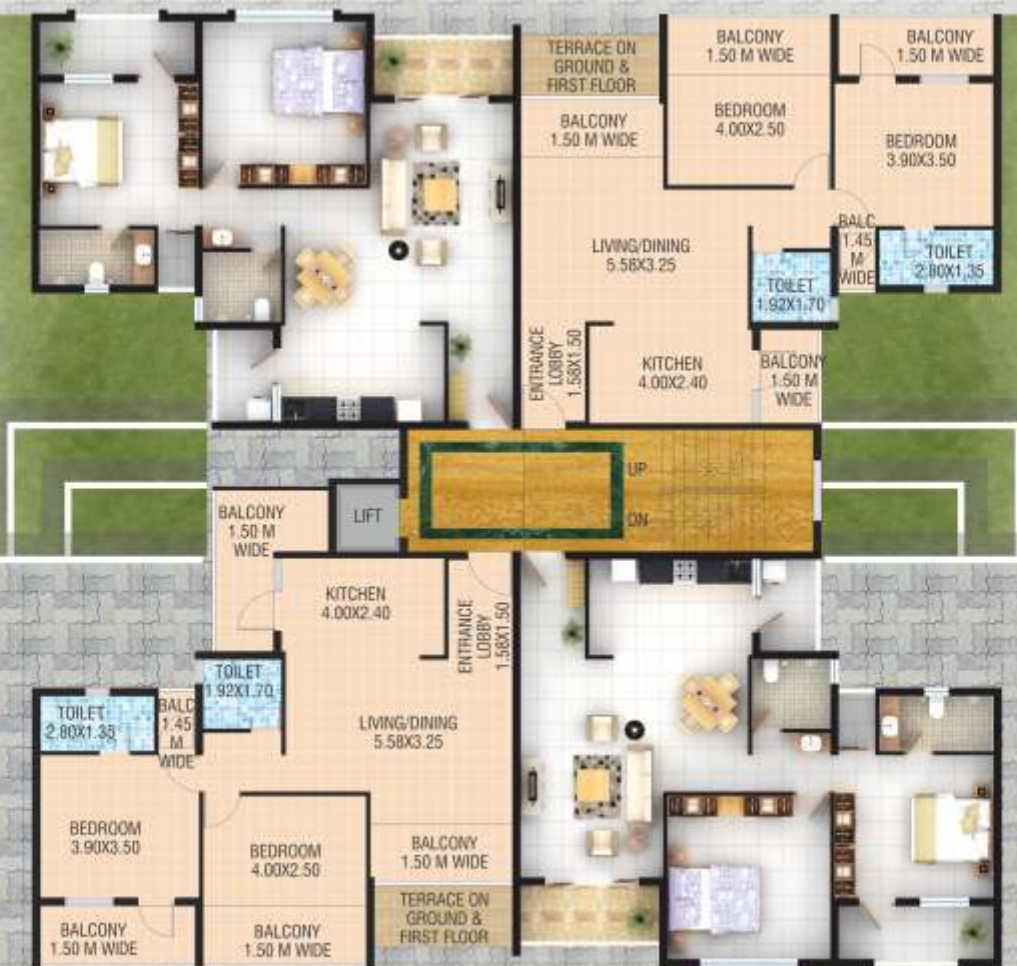 TERRACE ON
GROUND &
FIRST FLOOR
BALCONY
1.50 M WIDE
BALCONY
1.50 M WIDE
BEDROOM
4.00X2.50
BALCONY
1.50 M WIDE
BEDROOM
3.90X3.50
LIVING/DINING
5.58X3.25
BALC
1.45
M
WIDE
TOILET
2.80X1.35
TOILET
1.92X1.70
ENTRANCE
LOBBY
1.58X1.50
KITCHEN
4.00X2.40
BALCONY
1.50 M
WIDE
UP
DN
LIFT
BALCONY
1.50 M
WIDE
KITCHEN
4.00X2.40
ENTRANCE
LOBBY
1.58X1.50
TOILET
1.92X1.70
TOILET
2.80X1.35
BALC
1.45
M
WIDE
LIVING/DINING
5.58X3.25
BEDROOM
3.90X3.50
BEDROOM
4.00X2.50
BALCONY
1.50 M WIDE
TERRACE ON
GROUND &
FIRST FLOOR
BALCONY
1.50 M WIDE
BALCONY
1.50 M WIDE